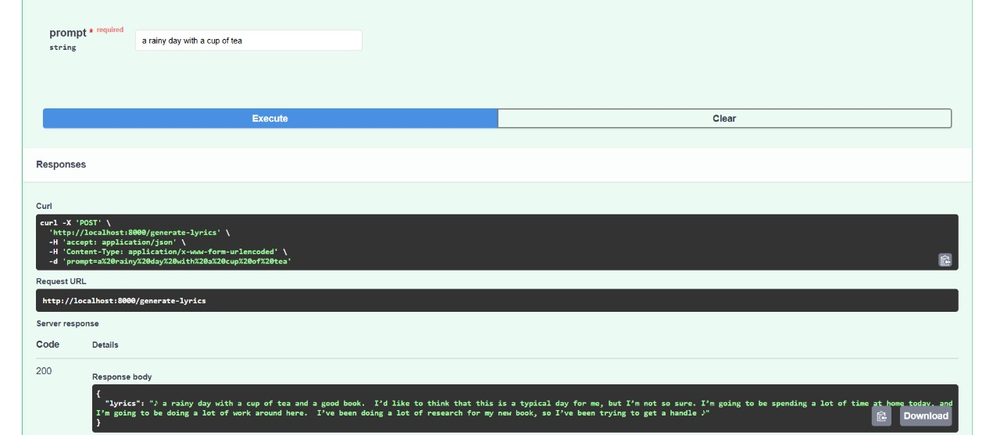 prompt * required
string
a rainy day with a cup of tea
Execute
Clear
Responses
Curl
curl -X 'POST' \
'http://localhost:8000/generate-lyrics' \
-H 'accept: application/json' \
-H 'Content-Type: application/x-www-form-urlencoded' \
-d 'prompt=a%20rainy%20day%20with%20a%20cup%20of%20tea'
Request URL
http://localhost:8000/generate-lyrics
Server response
Code Details
200
Response body
{
"lyrics": "♪ a rainy day with a cup of tea and a good book.  I’d like to think that this is a typical day for me, but I’m not so sure. I’m going to be spending a lot of time at home today, and
I’m going to be doing a lot of work around here.  I’ve been doing a lot of research for my new book, so I’ve been trying to get a handle ♪"
}
Download